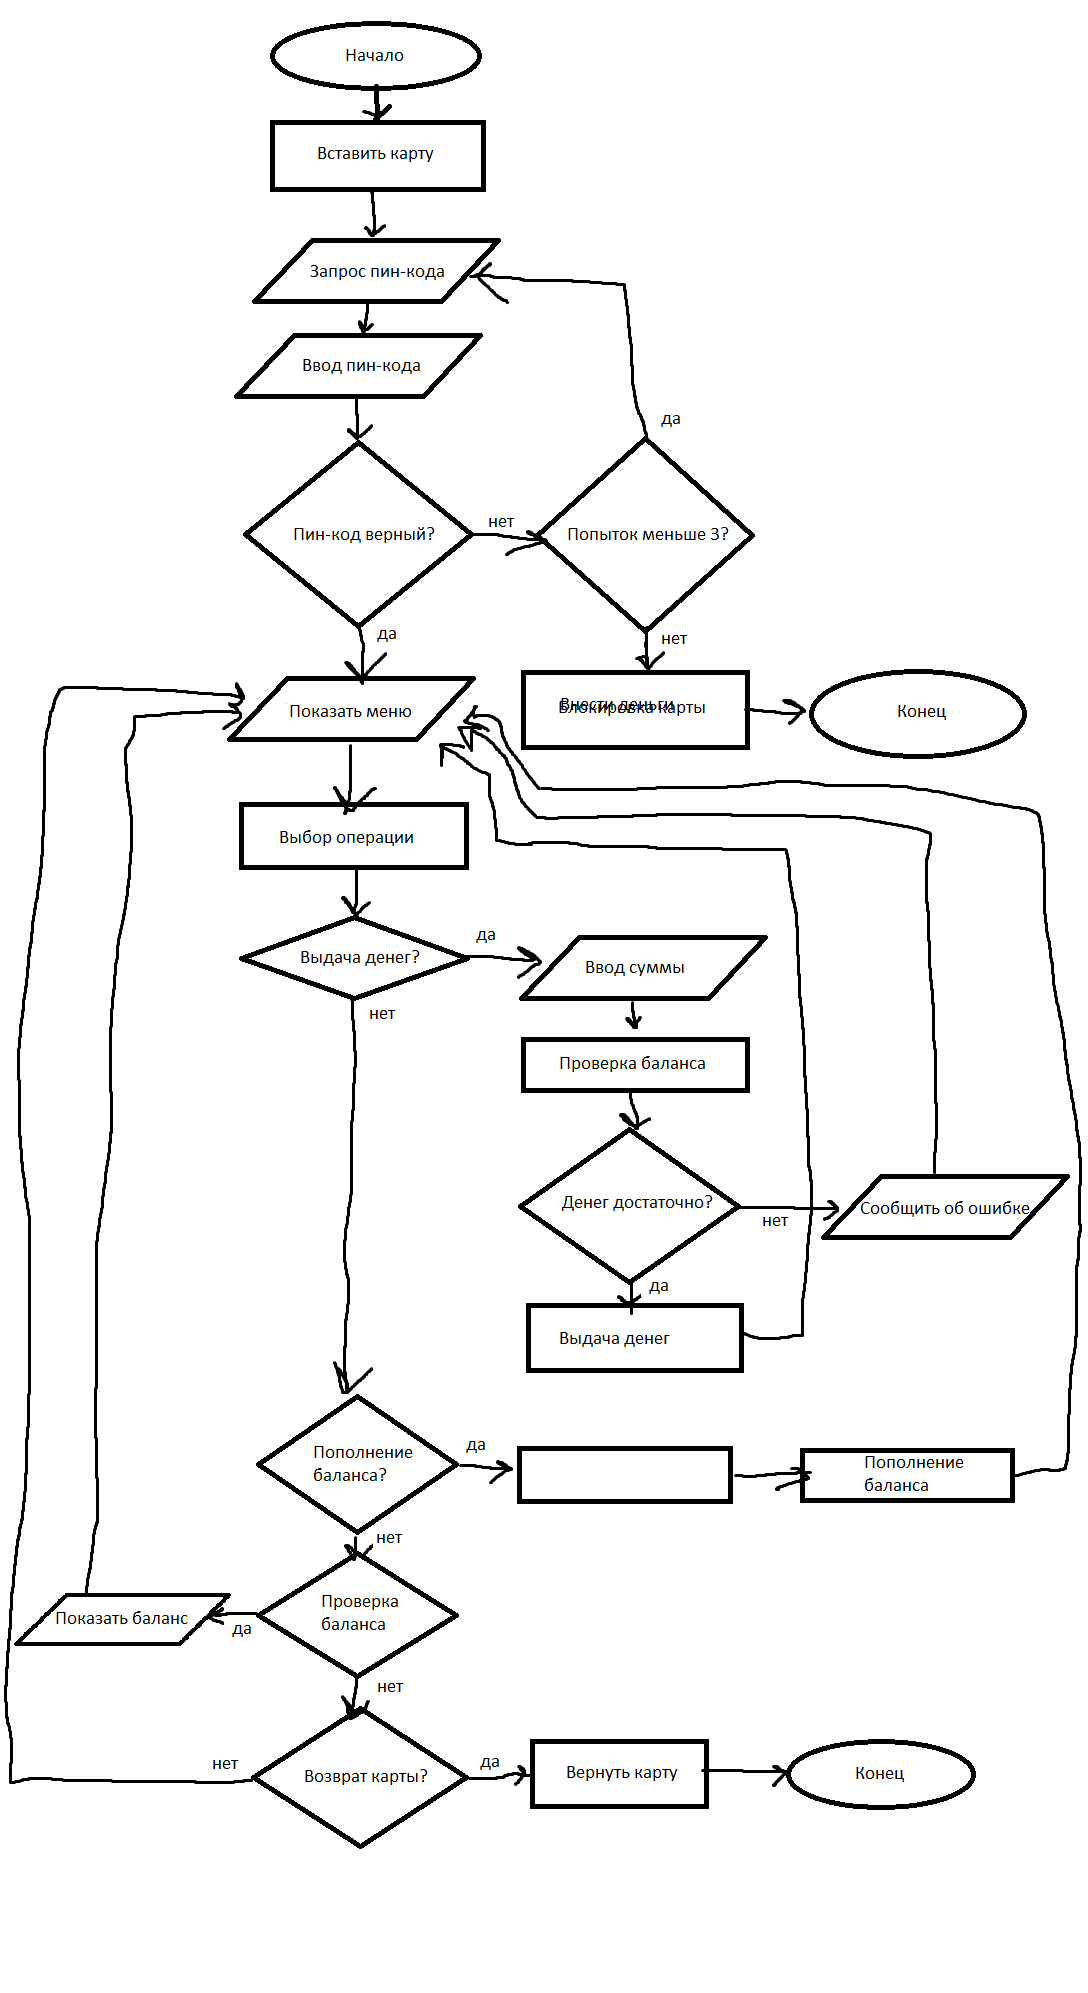 Начало
Вставить карту
Запрос пин-кода
Ввод пин-кода
да
Пин-код верный?
нет
Попыток меньше 3?
да
нет
Показать меню
Внести деньги
Блокировка карты
Конец
Выбор операции
Выдача денег?
да
Ввод суммы
нет
Проверка баланса
Денег достаточно?
нет
Сообщить об ошибке
да
Выдача денег
Пополнение
баланса?
да
Пополнение
баланса
нет
Проверка
баланса
Показать баланс
да
нет
нет
Возврат карты?
да
Вернуть карту
Конец